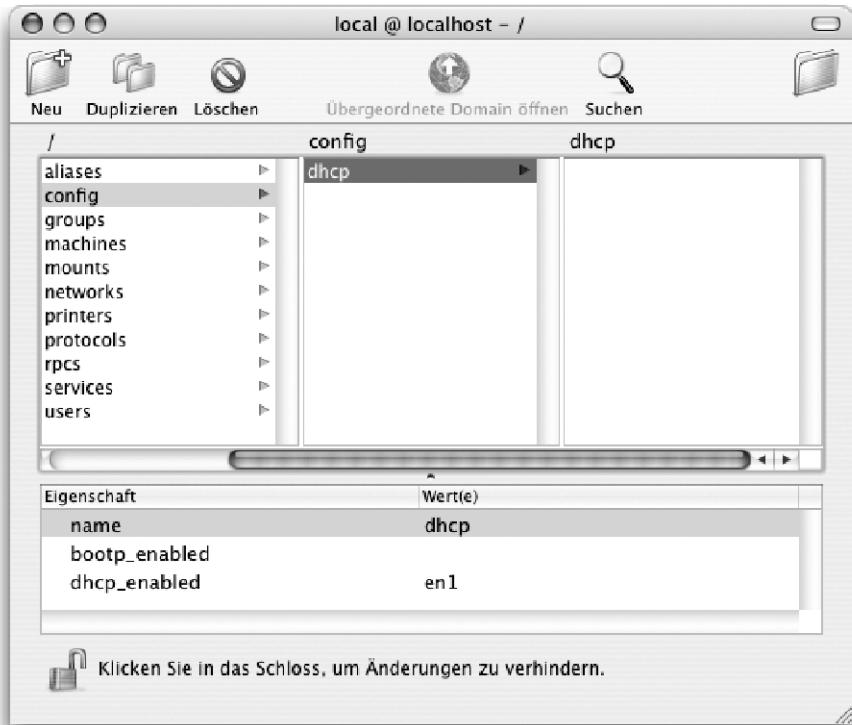 local @ localhost – /
Neu Duplizieren Löschen Übergeordnete Domain öffnen Suchen
/ config dhcp
aliases dhcp
config
groups
machines
mounts
networks
printers
protocols
rpcs
services
users
Eigenschaft Wert(e)
name dhcp
bootp_enabled
dhcp_enabled en1
Klicken Sie in das Schloss, um Änderungen zu verhindern.